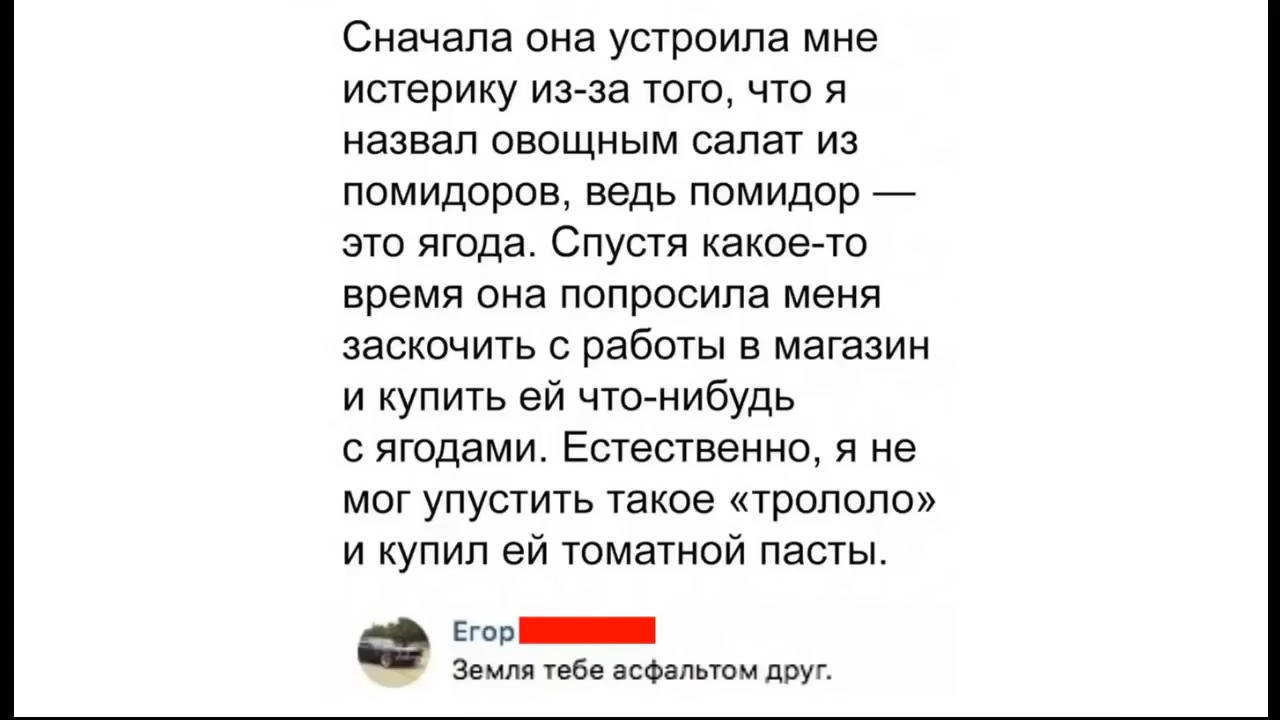 Сначала она устроила мне
истерику из-за того, что я
назвал овощным салат из
помидоров, ведь помидор —
это ягода. Спустя какое-то
время она попросила меня
заскочить с работы в магазин
и купить ей что-нибудь
с ягодами. Естественно, я не
мог упустить такое «трололо»
и купил ей томатной пасты.
Егор
Земля тебе асфальтом друг.